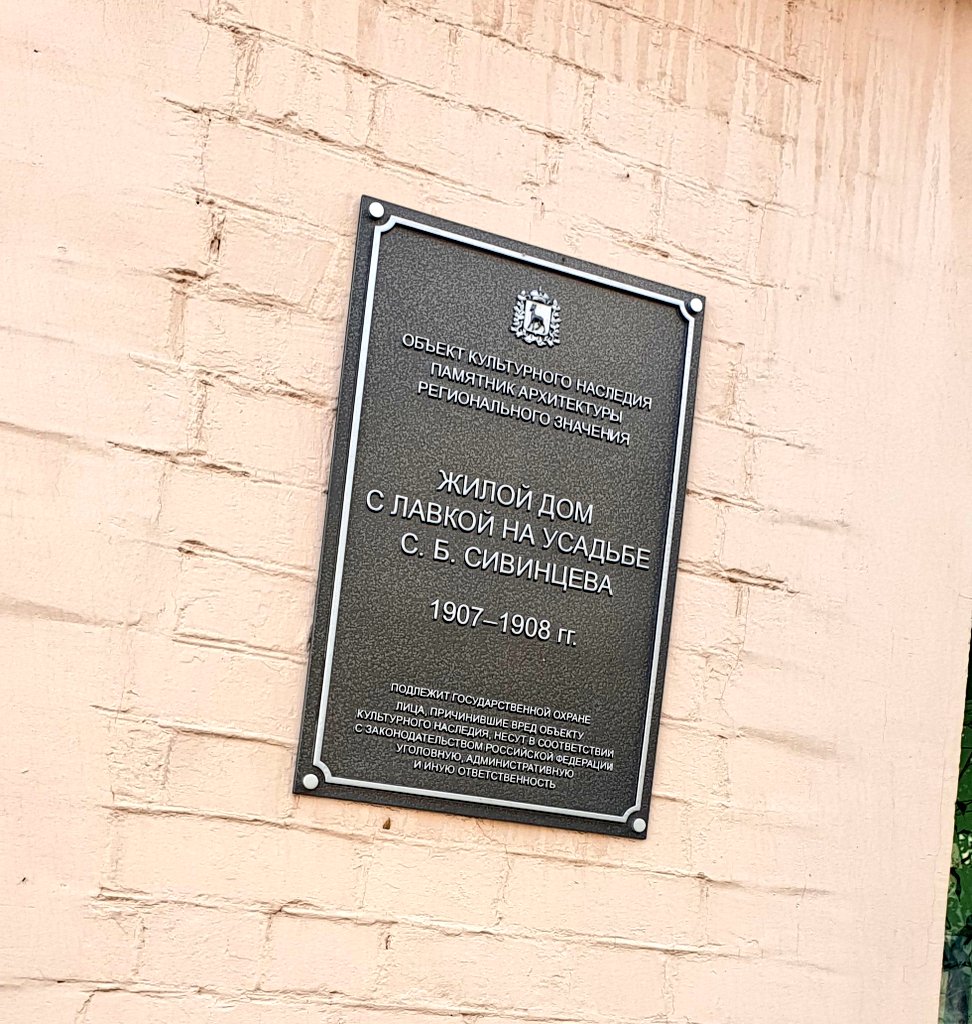 ОБЪЕКТ КУЛЬТУРНОГО НАСЛЕДИЯ
ПАМЯТНИК АРХИТЕКТУРЫ
РЕГИОНАЛЬНОГО ЗНАЧЕНИЯ
ЖИЛОЙ ДОМ
С ЛАВКОЙ НА УСАДЬБЕ
С. Б. СИВИНЦЕВА
1907–1908 гг.
ПОДЛЕЖИТ ГОСУДАРСТВЕННОЙ ОХРАНЕ
ЛИЦА, ПРИЧИНИВШИЕ ВРЕД ОБЪЕКТУ
КУЛЬТУРНОГО НАСЛЕДИЯ, НЕСУТ В СООТВЕТСТВИИ
С ЗАКОНОДАТЕЛЬСТВОМ РОССИЙСКОЙ ФЕДЕРАЦИИ
УГОЛОВНУЮ, АДМИНИСТРАТИВНУЮ
И ИНУЮ ОТВЕТСТВЕННОСТЬ